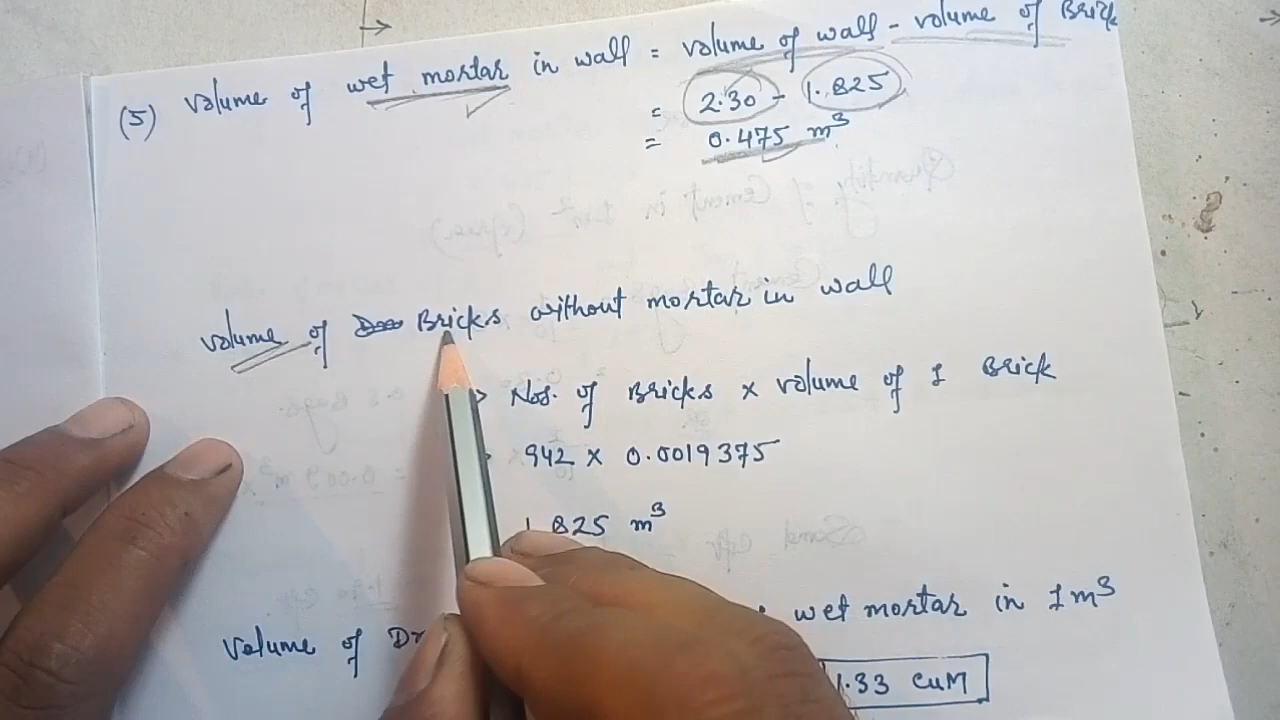 (5) volume of wet mortar in wall = volume of wall - volume of Brick
= 2.30 - 1.825
= 0.475 m³
volume of Bricks without mortar in wall
Nos. of Bricks x volume of 1 Brick
942 x 0.0019375
1.825 m³
volume of wet mortar in 1m³
1.33 cum